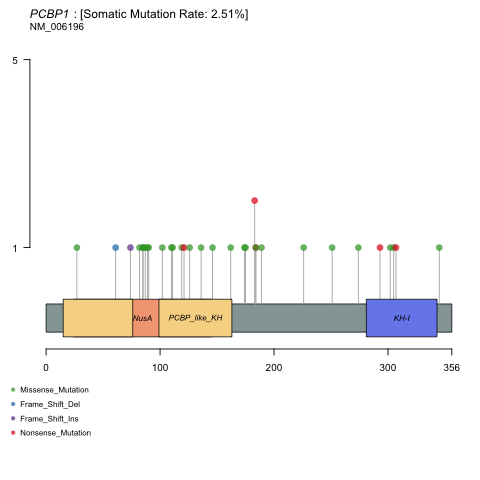 PCBP1 : [Somatic Mutation Rate: 2.51%]
NM_006196
5
1
NusA
PCBP_like_KH
KH-I
0
100
200
300
356
Missense_Mutation
Frame_Shift_Del
Frame_Shift_Ins
Nonsense_Mutation